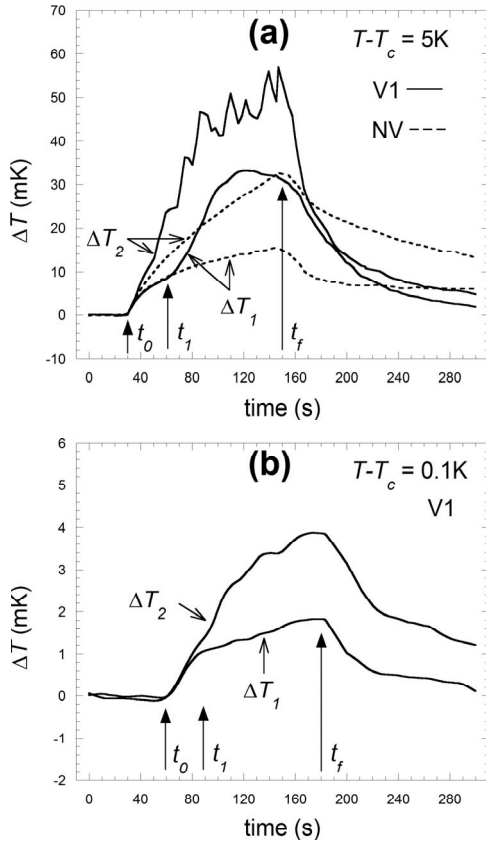 70
60
50
40
30
20
10
0
-10
ΔT (mK)
(a)
T-Tc = 5K
V1
NV
ΔT2
ΔT1
t0
t1
tf
0 40 80 120 160 200 240 280
time (s)
6
5
4
3
2
1
0
-1
-2
ΔT (mK)
(b)
T-Tc = 0.1K
V1
ΔT2
ΔT1
t0
t1
tf
0 40 80 120 160 200 240 280
time (s)